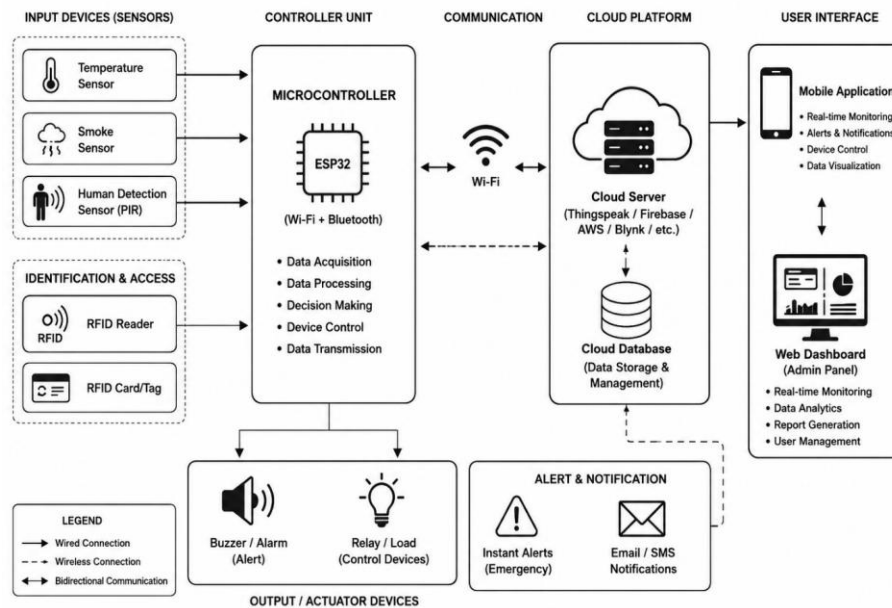 INPUT DEVICES (SENSORS)
Temperature
Sensor
Smoke
Sensor
Human Detection
Sensor (PIR)
IDENTIFICATION & ACCESS
RFID
RFID Reader
RFID Card/Tag
CONTROLLER UNIT
MICROCONTROLLER
ESP32
(Wi-Fi + Bluetooth)
• Data Acquisition
• Data Processing
• Decision Making
• Device Control
• Data Transmission
COMMUNICATION
Wi-Fi
CLOUD PLATFORM
Cloud Server
(Thingspeak / Firebase /
AWS / Blynk / etc.)
Cloud Database
(Data Storage &
Management)
USER INTERFACE
Mobile Application
• Real-time Monitoring
• Alerts & Notifications
• Device Control
• Data Visualization
Web Dashboard
(Admin Panel)
• Real-time Monitoring
• Data Analytics
• Report Generation
• User Management
LEGEND
Wired Connection
Wireless Connection
Bidirectional Communication
Buzzer / Alarm
(Alert)
Relay / Load
(Control Devices)
OUTPUT / ACTUATOR DEVICES
ALERT & NOTIFICATION
Instant Alerts
(Emergency)
Email / SMS
Notifications